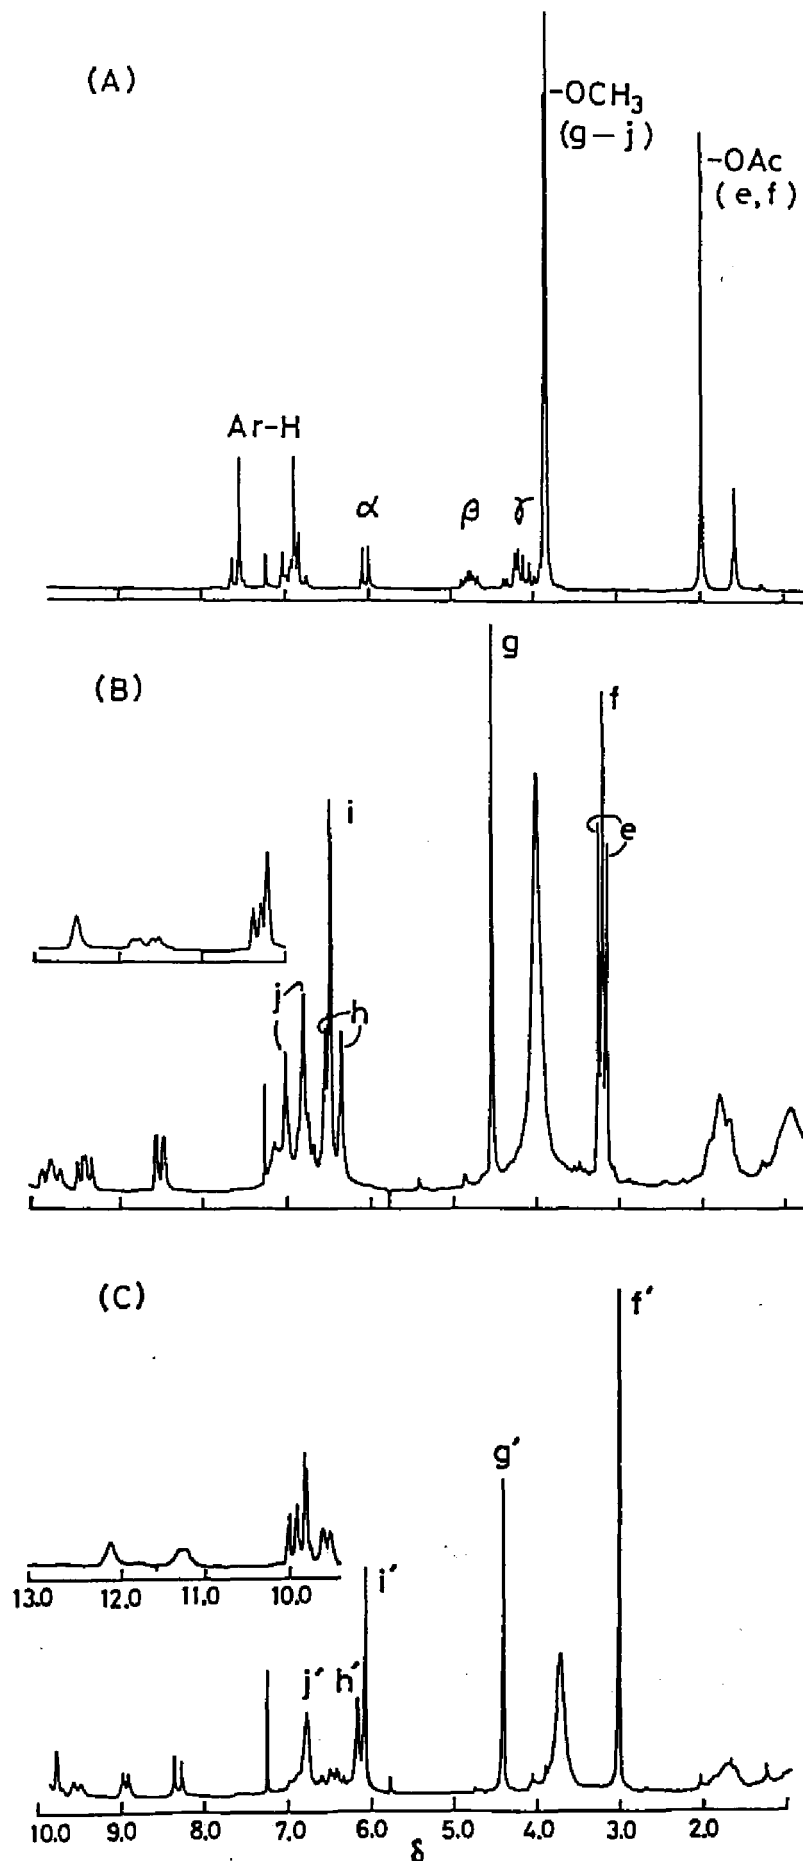 (A)
-OCH₃
(g-j)
-OAc
(e,f)
Ar-H
α
β
γ
(B)
g
f
i
e
j
h
(C)
f′
g′
13.0 12.0 11.0 10.0
i′
j′ h′
10.0 9.0 8.0 7.0 6.0 5.0 4.0 3.0 2.0
δ